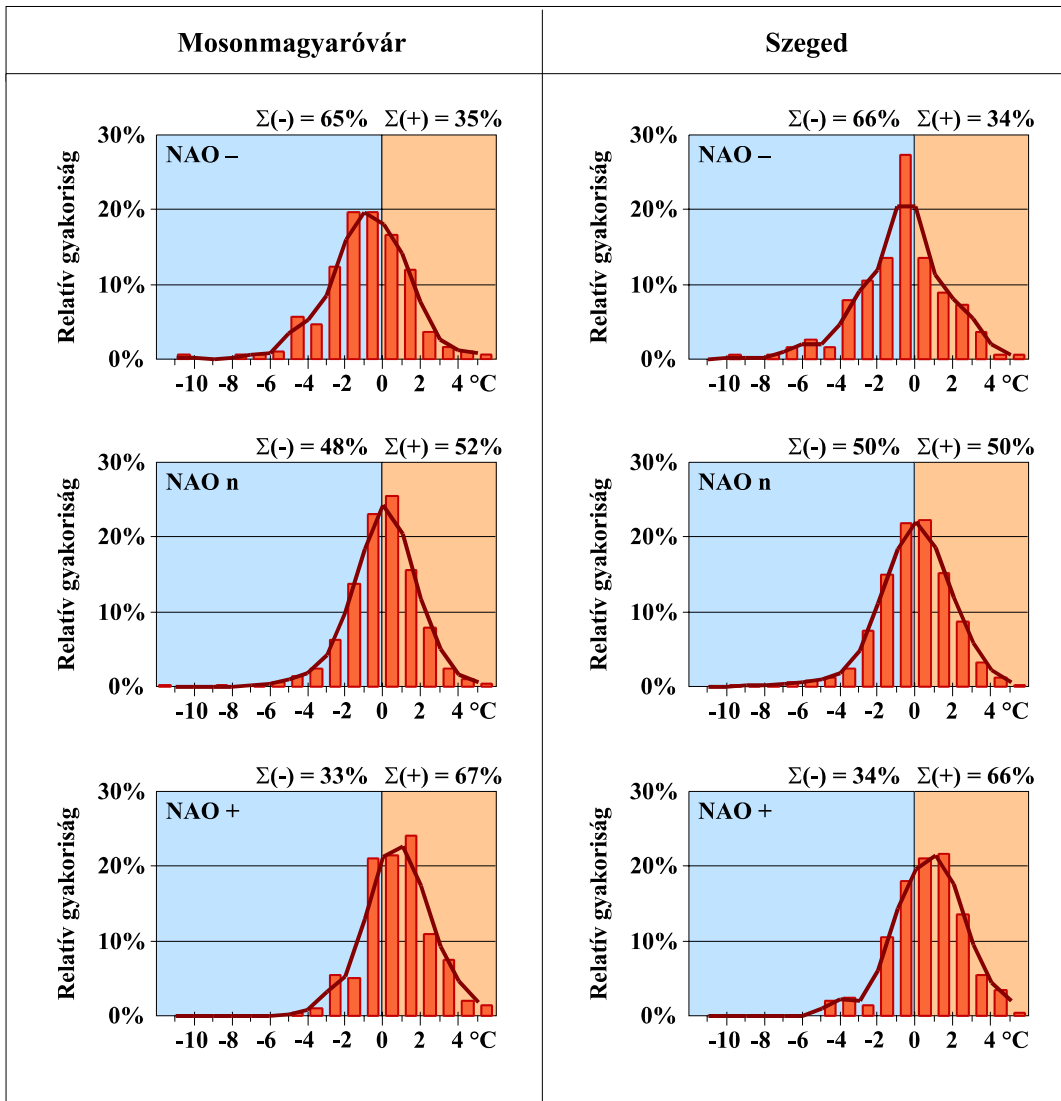 Mosonmagyaróvár
Szeged
Σ(-) = 65% Σ(+) = 35%
30%
20%
10%
0%
Relatív gyakoriság
NAO –
-10 -8 -6 -4 -2 0 2 4 °C
Σ(-) = 66% Σ(+) = 34%
30%
20%
10%
0%
Relatív gyakoriság
NAO –
-10 -8 -6 -4 -2 0 2 4 °C
Σ(-) = 48% Σ(+) = 52%
30%
20%
10%
0%
Relatív gyakoriság
NAO n
-10 -8 -6 -4 -2 0 2 4 °C
Σ(-) = 50% Σ(+) = 50%
30%
20%
10%
0%
Relatív gyakoriság
NAO n
-10 -8 -6 -4 -2 0 2 4 °C
Σ(-) = 33% Σ(+) = 67%
30%
20%
10%
0%
Relatív gyakoriság
NAO +
-10 -8 -6 -4 -2 0 2 4 °C
Σ(-) = 34% Σ(+) = 66%
30%
20%
10%
0%
Relatív gyakoriság
NAO +
-10 -8 -6 -4 -2 0 2 4 °C